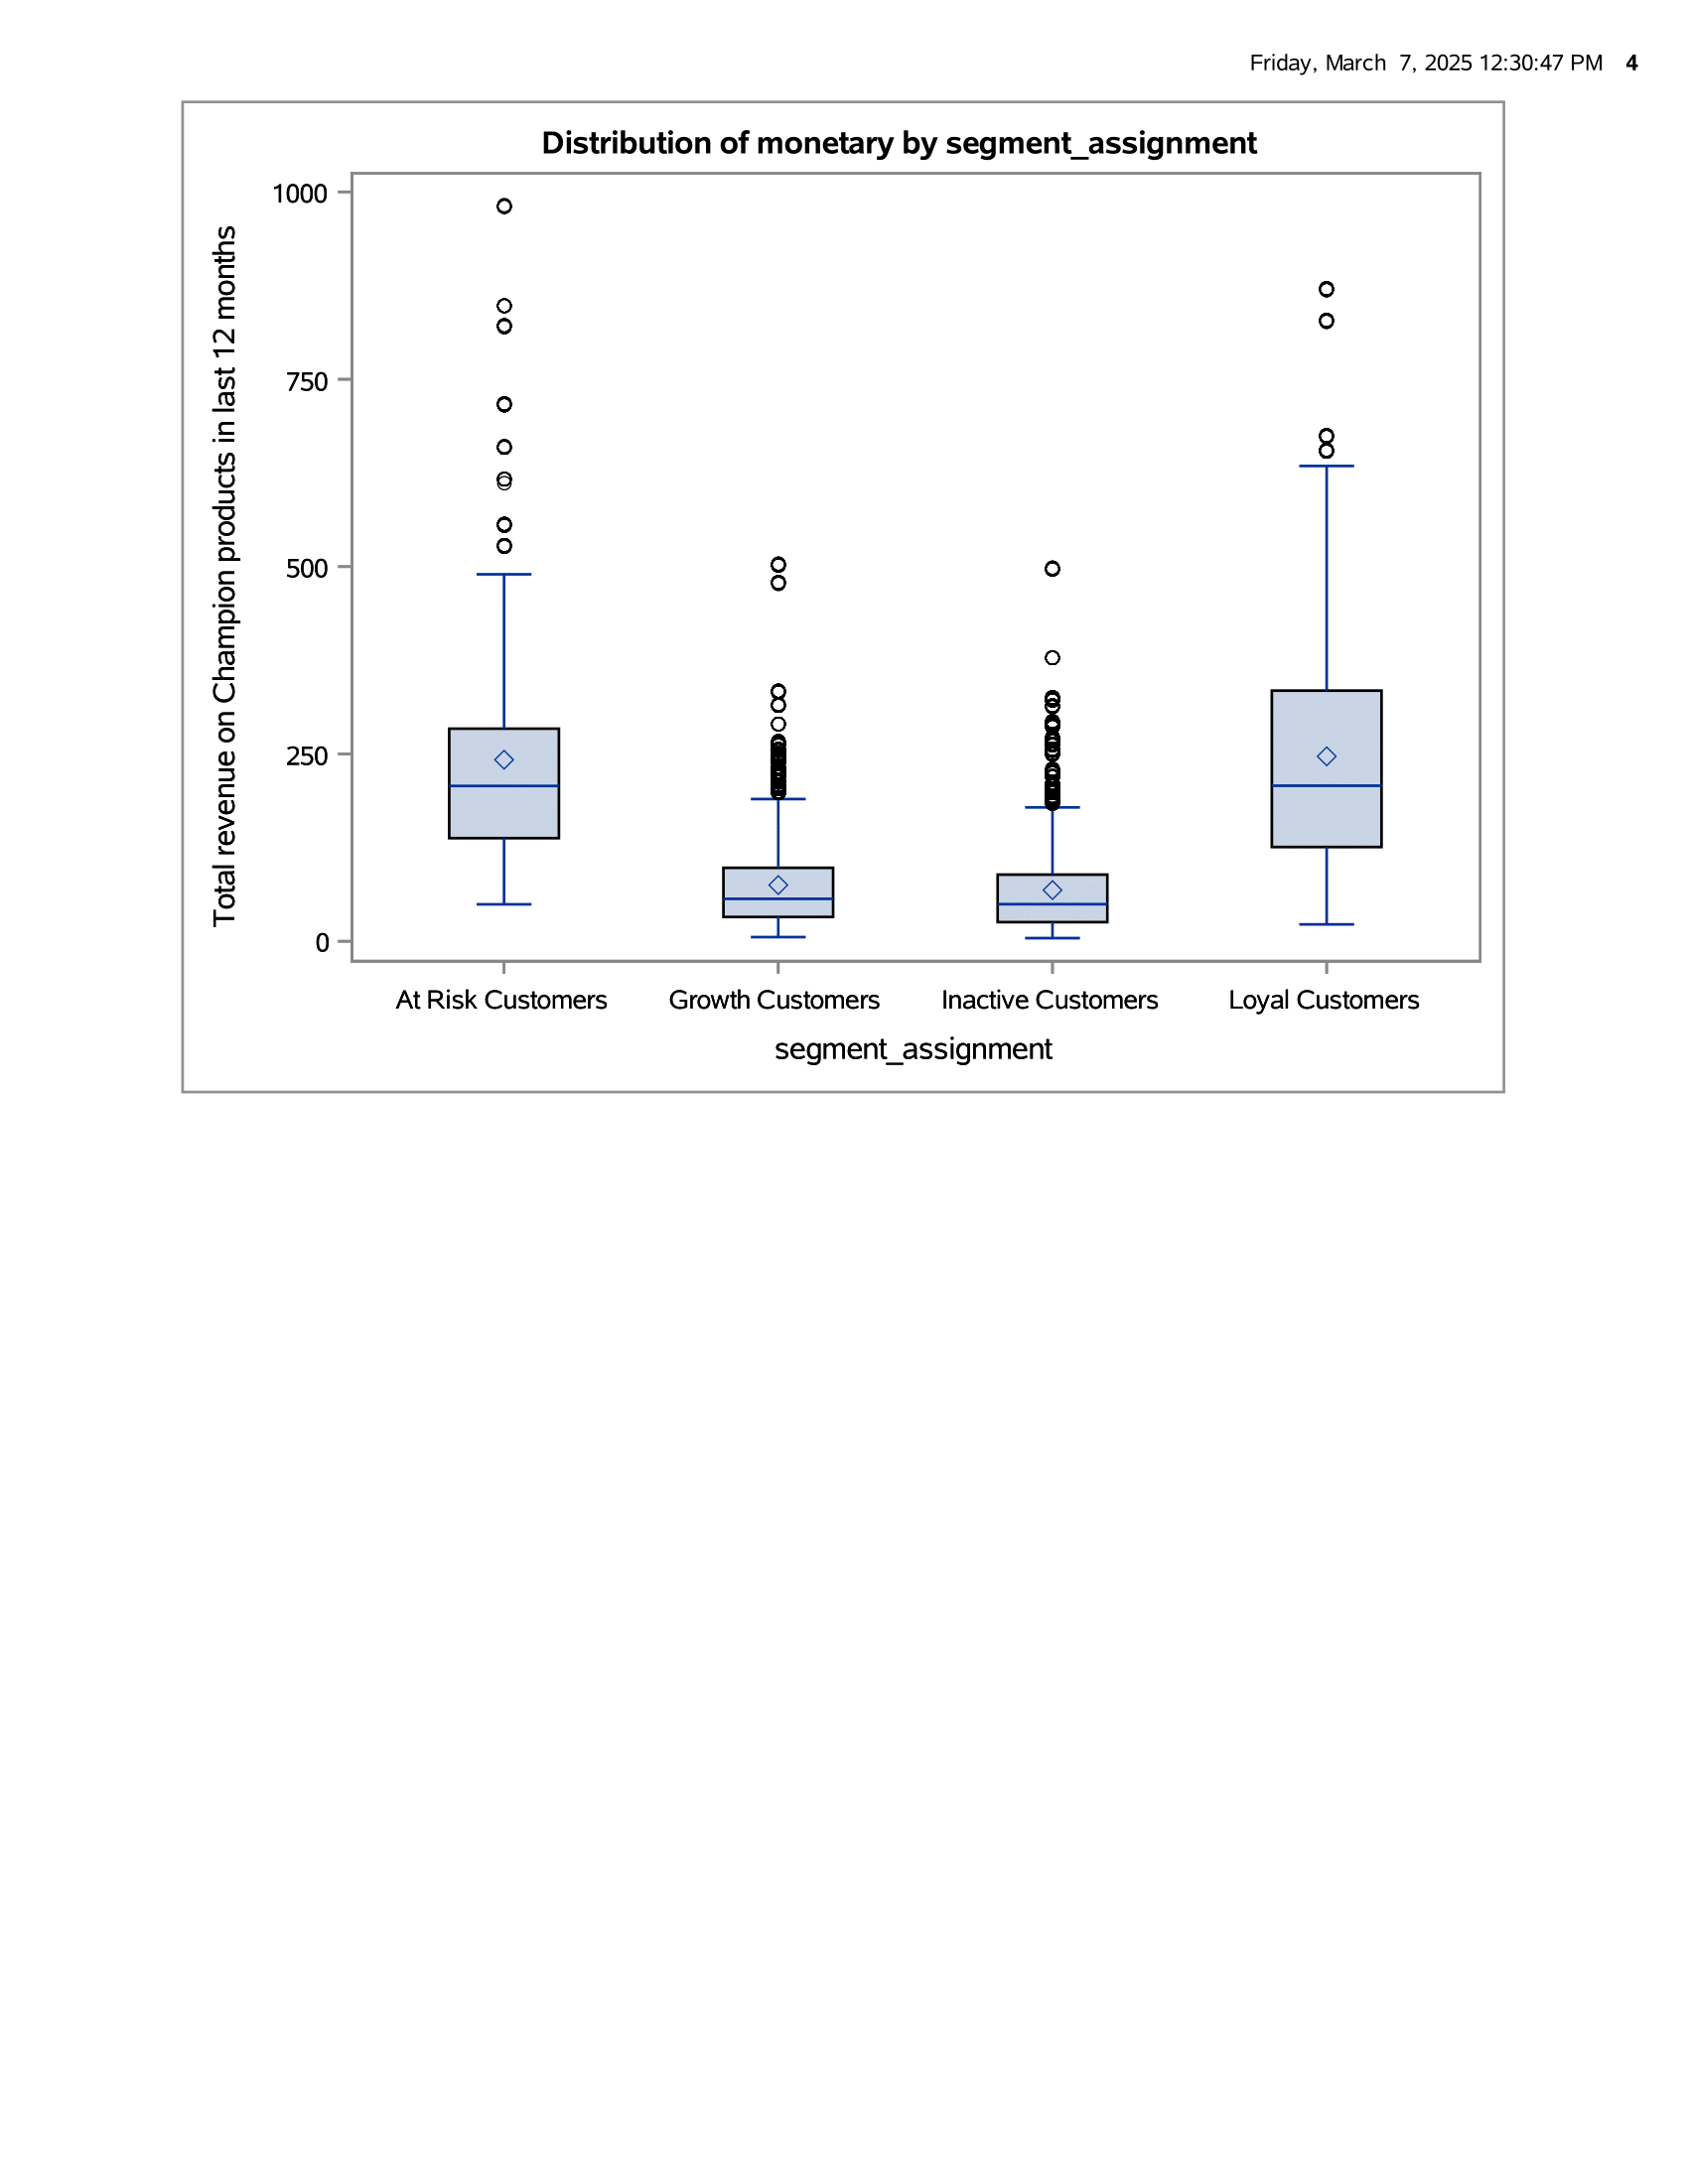 Friday, March 7, 2025 12:30:47 PM 4
Distribution of monetary by segment_assignment
Total revenue on Champion products in last 12 months
1000
750
500
250
0
At Risk Customers
Growth Customers
Inactive Customers
Loyal Customers
segment_assignment